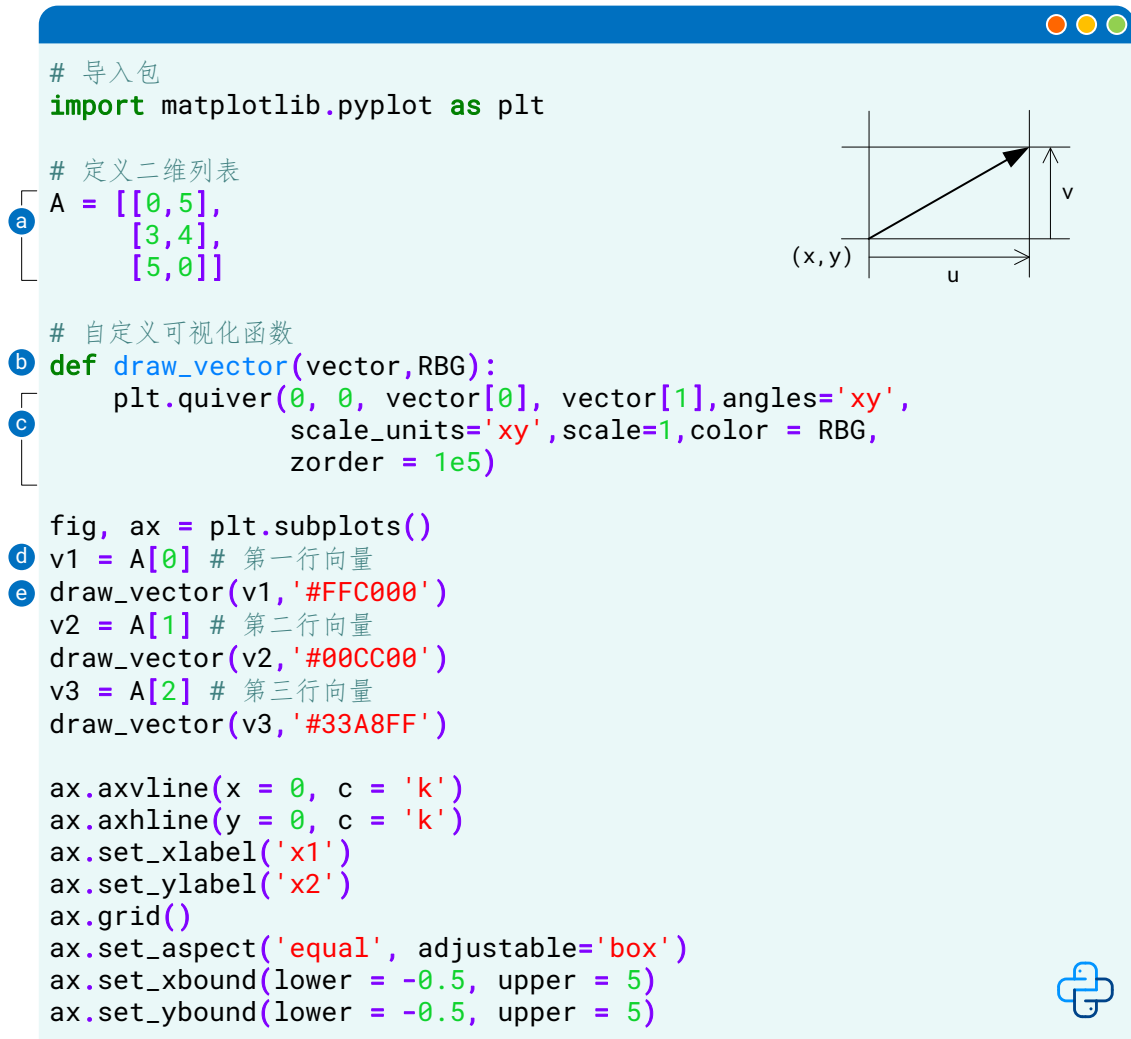 # 导入包
import matplotlib.pyplot as plt
# 定义二维列表
a
A = [[0,5],
     [3,4],
     [5,0]]
v
(x,y)
u
# 自定义可视化函数
b
def draw_vector(vector,RBG):
c
    plt.quiver(0, 0, vector[0], vector[1],angles='xy',
               scale_units='xy',scale=1,color = RBG,
               zorder = 1e5)
fig, ax = plt.subplots()
d
v1 = A[0] # 第一行向量
e
draw_vector(v1,'#FFC000')
v2 = A[1] # 第二行向量
draw_vector(v2,'#00CC00')
v3 = A[2] # 第三行向量
draw_vector(v3,'#33A8FF')
ax.axvline(x = 0, c = 'k')
ax.axhline(y = 0, c = 'k')
ax.set_xlabel('x1')
ax.set_ylabel('x2')
ax.grid()
ax.set_aspect('equal', adjustable='box')
ax.set_xbound(lower = -0.5, upper = 5)
ax.set_ybound(lower = -0.5, upper = 5)